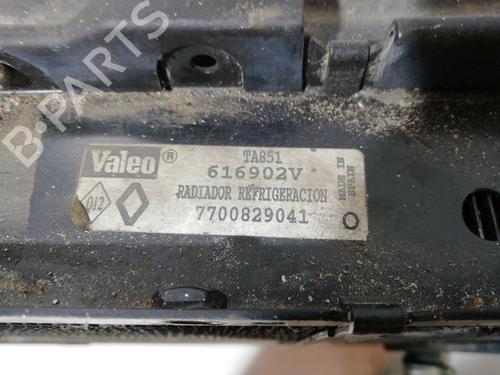 B-PARTS
Valeo®
TA851
616902V
RADIADOR REFRIGERACION
7700829041
012
MADE IN
SPAIN